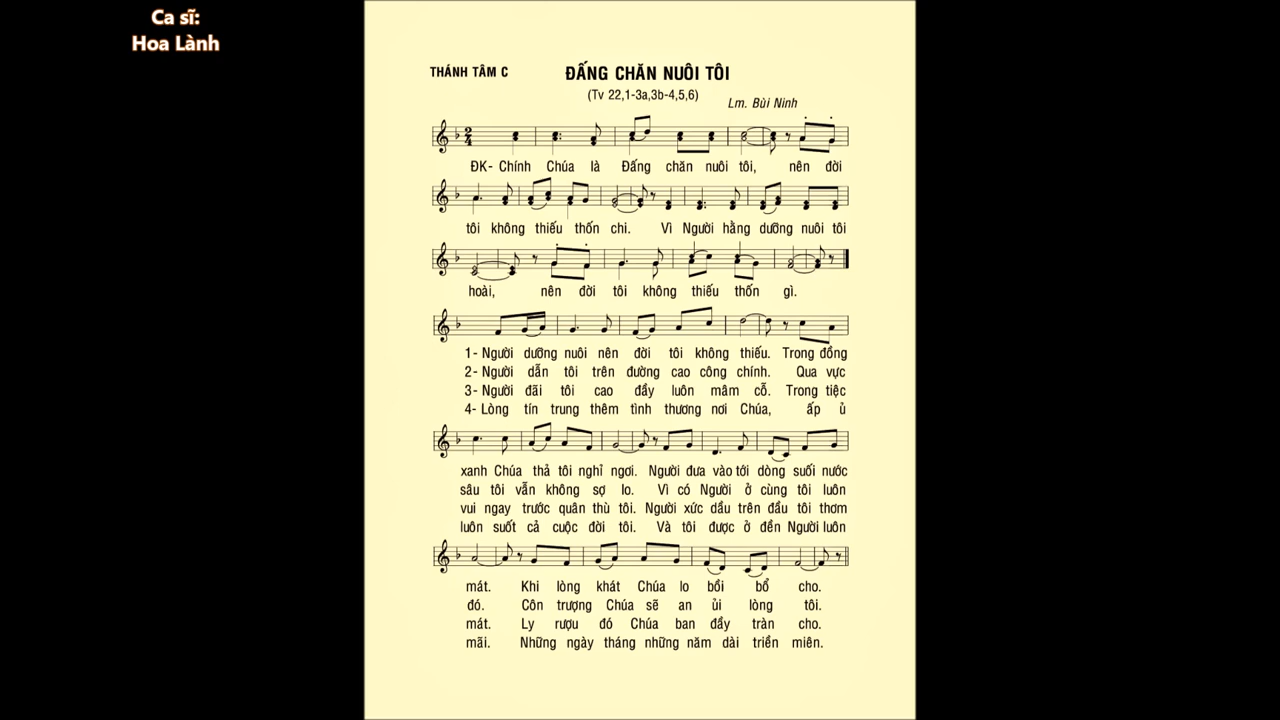 Ca sĩ:
Hoa Lành
THÁNH TÂM C
ĐẤNG CHĂN NUÔI TÔI
(Tv 22,1-3a,3b-4,5,6)
Lm. Bùi Ninh
ĐK- Chính Chúa là Đấng chăn nuôi tôi, nên đời
tôi không thiếu thốn chi. Vì Người hằng dưỡng nuôi tôi
hoài, nên đời tôi không thiếu thốn gì.
1- Người dưỡng nuôi nên đời tôi không thiếu. Trong đồng
2- Người dẫn tôi trên đường cao công chính. Qua vực
3- Người đãi tôi cao đầy luôn mâm cỗ. Trong tiệc
4- Lòng tín trung thêm tình thương nơi Chúa, ấp ủ
xanh Chúa thả tôi nghỉ ngơi. Người đưa vào tới dòng suối nước
sâu tôi vẫn không sợ lo. Vì có Người ở cùng tôi luôn
vui ngay trước quân thù tôi. Người xức dầu trên đầu tôi thơm
luôn suốt cả cuộc đời tôi. Và tôi được ở đền Người luôn
mát. Khi lòng khát Chúa lo bồi bổ cho.
đó. Côn trượng Chúa sẽ an ủi lòng tôi.
mát. Ly rượu đó Chúa ban đầy tràn cho.
mãi. Những ngày tháng những năm dài triền miên.